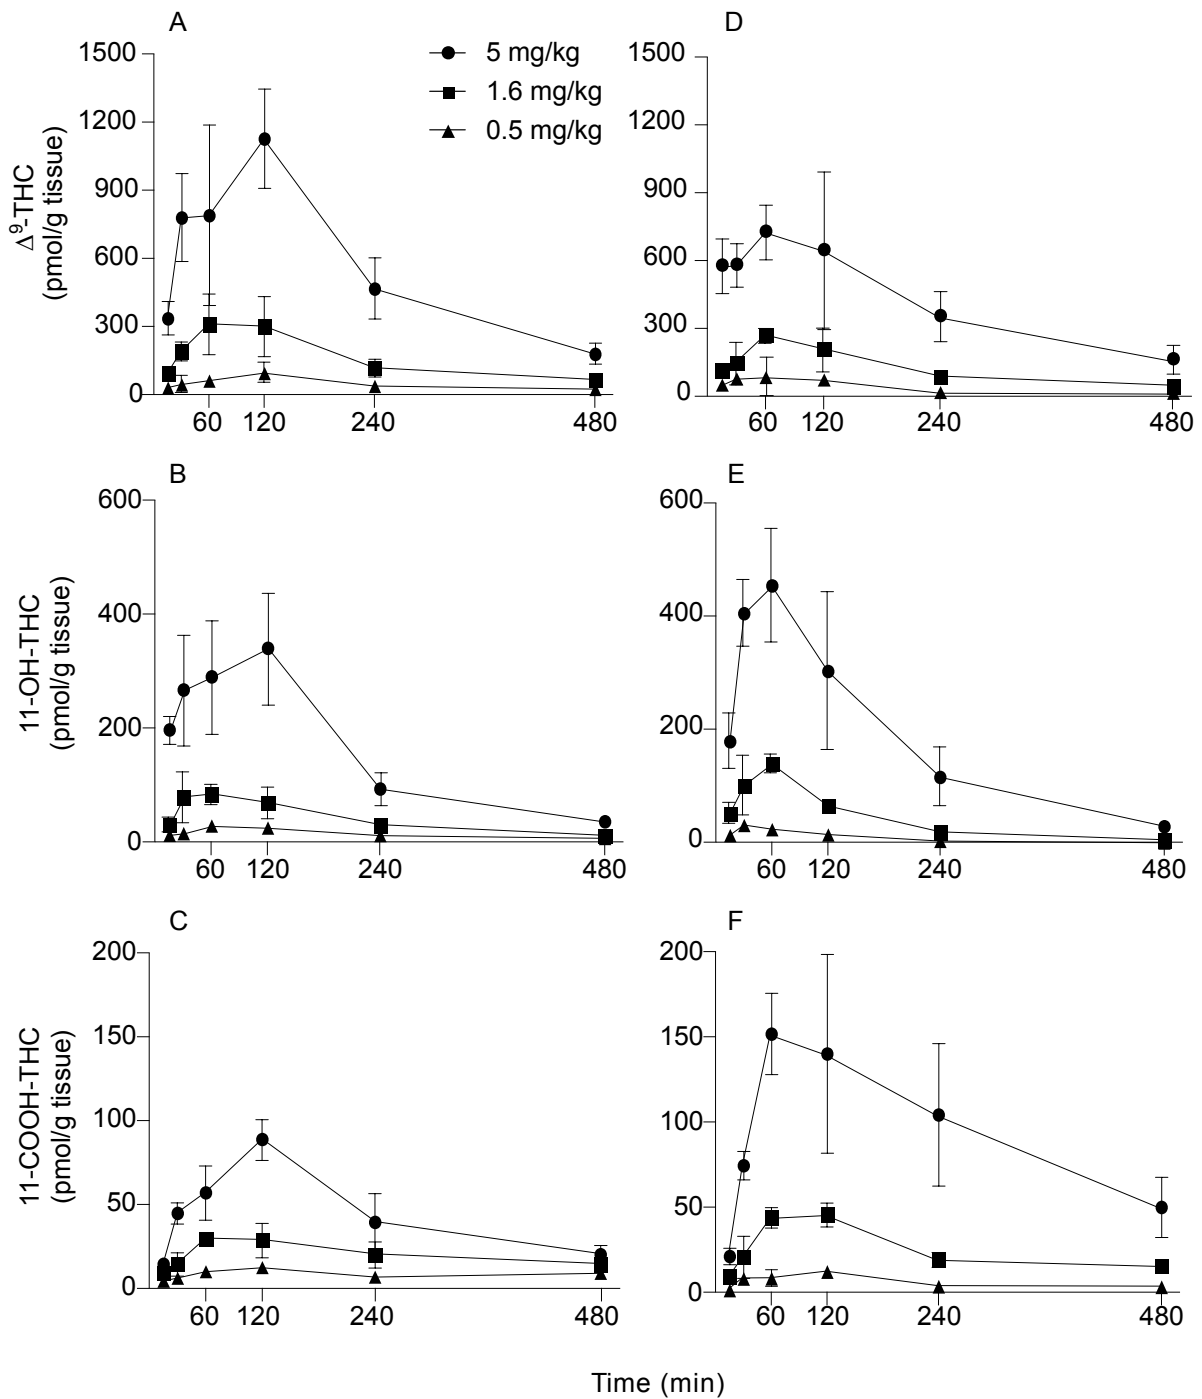 A
1500
1200
900
600
300
0
60 120 240 480
Δ⁹-THC
(pmol/g tissue)
5 mg/kg
1.6 mg/kg
0.5 mg/kg
D
1500
1200
900
600
300
0
60 120 240 480
B
600
400
200
0
60 120 240 480
11-OH-THC
(pmol/g tissue)
E
600
400
200
0
60 120 240 480
C
200
150
100
50
0
60 120 240 480
11-COOH-THC
(pmol/g tissue)
F
200
150
100
50
0
60 120 240 480
Time (min)